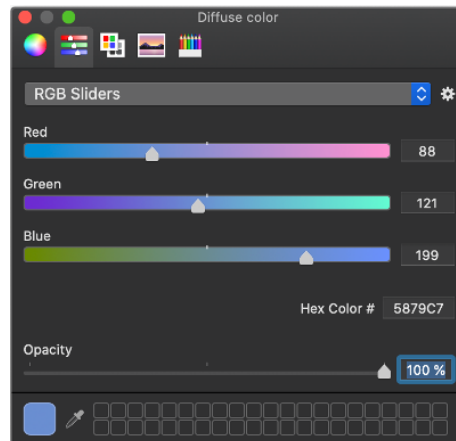 Diffuse color
RGB Sliders
Red
88
Green
121
Blue
199
Hex Color # 5879C7
Opacity
100 %